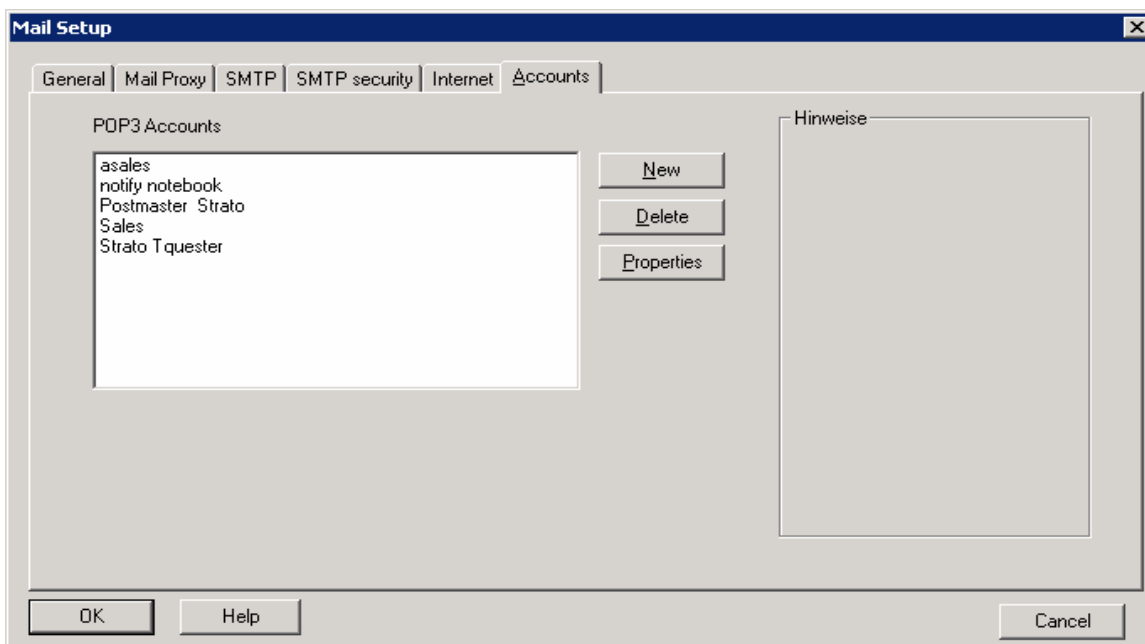 Mail Setup
General
Mail Proxy
SMTP
SMTP security
Internet
Accounts
POP3 Accounts
asales
notify notebook
Postmaster  Strato
Sales
Strato Tquester
New
Delete
Properties
Hinweise
OK
Help
Cancel